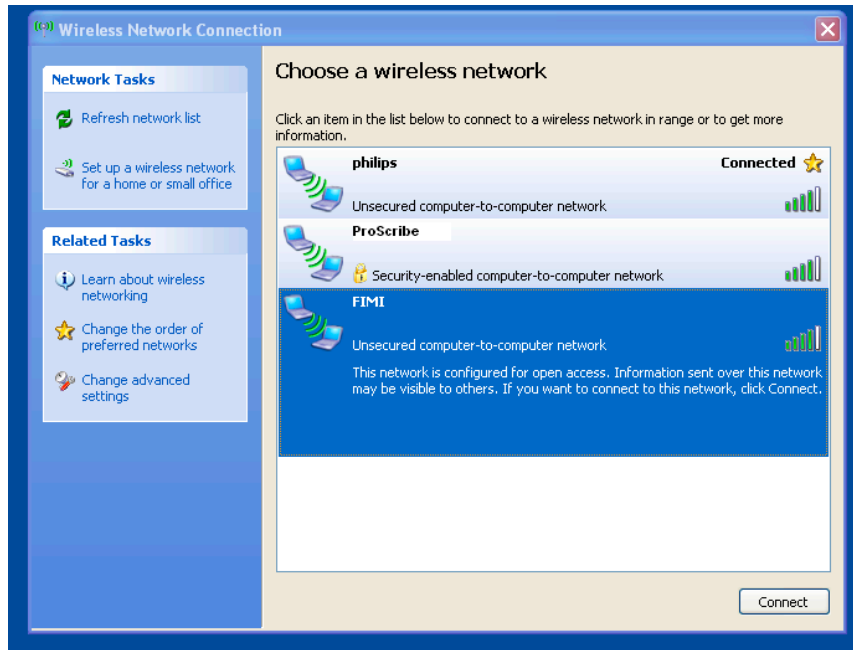 Wireless Network Connection
Network Tasks
Refresh network list
Set up a wireless network
for a home or small office
Related Tasks
Learn about wireless
networking
Change the order of
preferred networks
Change advanced
settings
Choose a wireless network
Click an item in the list below to connect to a wireless network in range or to get more
information.
philips Connected
Unsecured computer-to-computer network
ProScribe
Security-enabled computer-to-computer network
FIMI
Unsecured computer-to-computer network
This network is configured for open access. Information sent over this network
may be visible to others. If you want to connect to this network, click Connect.
Connect